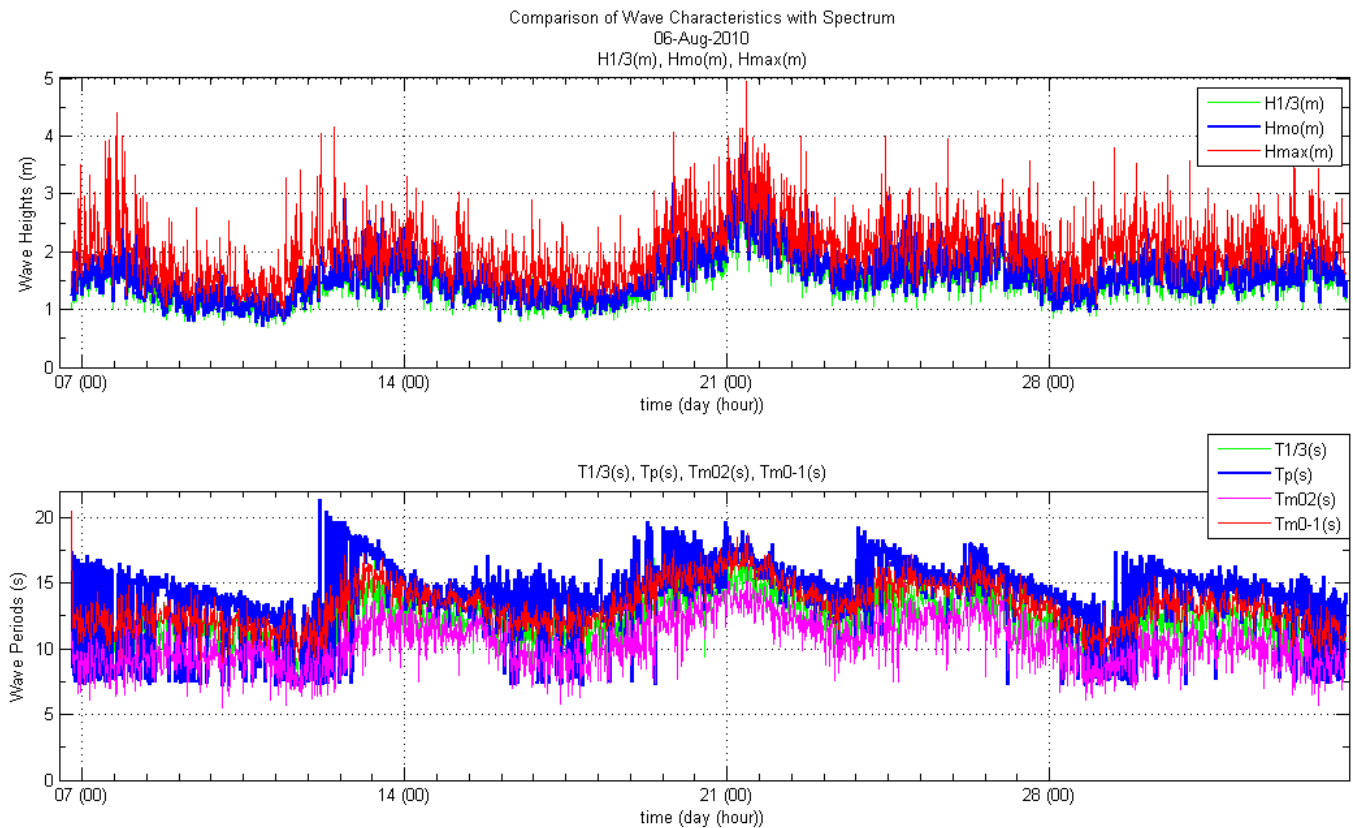 Comparison of Wave Characteristics with Spectrum
06-Aug-2010
H1/3(m), Hmo(m), Hmax(m)
5
4
3
2
1
0
Wave Heights (m)
H1/3(m)
Hmo(m)
Hmax(m)
07 (00) 14 (00) 21 (00) 28 (00)
time (day (hour))
T1/3(s), Tp(s), Tm02(s), Tm0-1(s)
T1/3(s)
Tp(s)
Tm02(s)
Tm0-1(s)
20
15
10
5
0
Wave Periods (s)
07 (00) 14 (00) 21 (00) 28 (00)
time (day (hour))